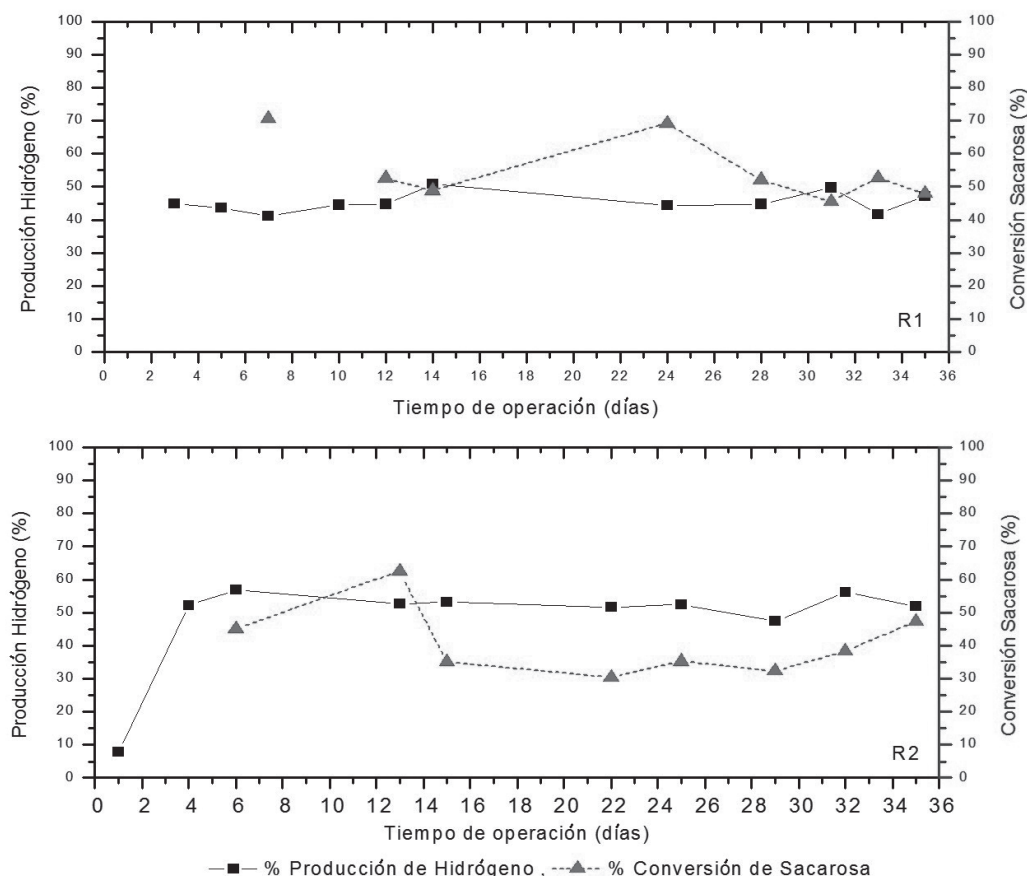 100 100
90 90
80 80
70 70
60 60
50 50
40 40
30 30
20 20
10 10
0 0
Producción Hidrógeno (%)
Conversión Sacarosa (%)
R1
0 2 4 6 8 10 12 14 16 18 20 22 24 26 28 30 32 34 36
Tiempo de operación (días)
100 100
90 90
80 80
70 70
60 60
50 50
40 40
30 30
20 20
10 10
0 0
Producción Hidrógeno (%)
Conversión Sacarosa (%)
R2
0 2 4 6 8 10 12 14 16 18 20 22 24 26 28 30 32 34 36
Tiempo de operación (días)
% Producción de Hidrógeno , % Conversión de Sacarosa